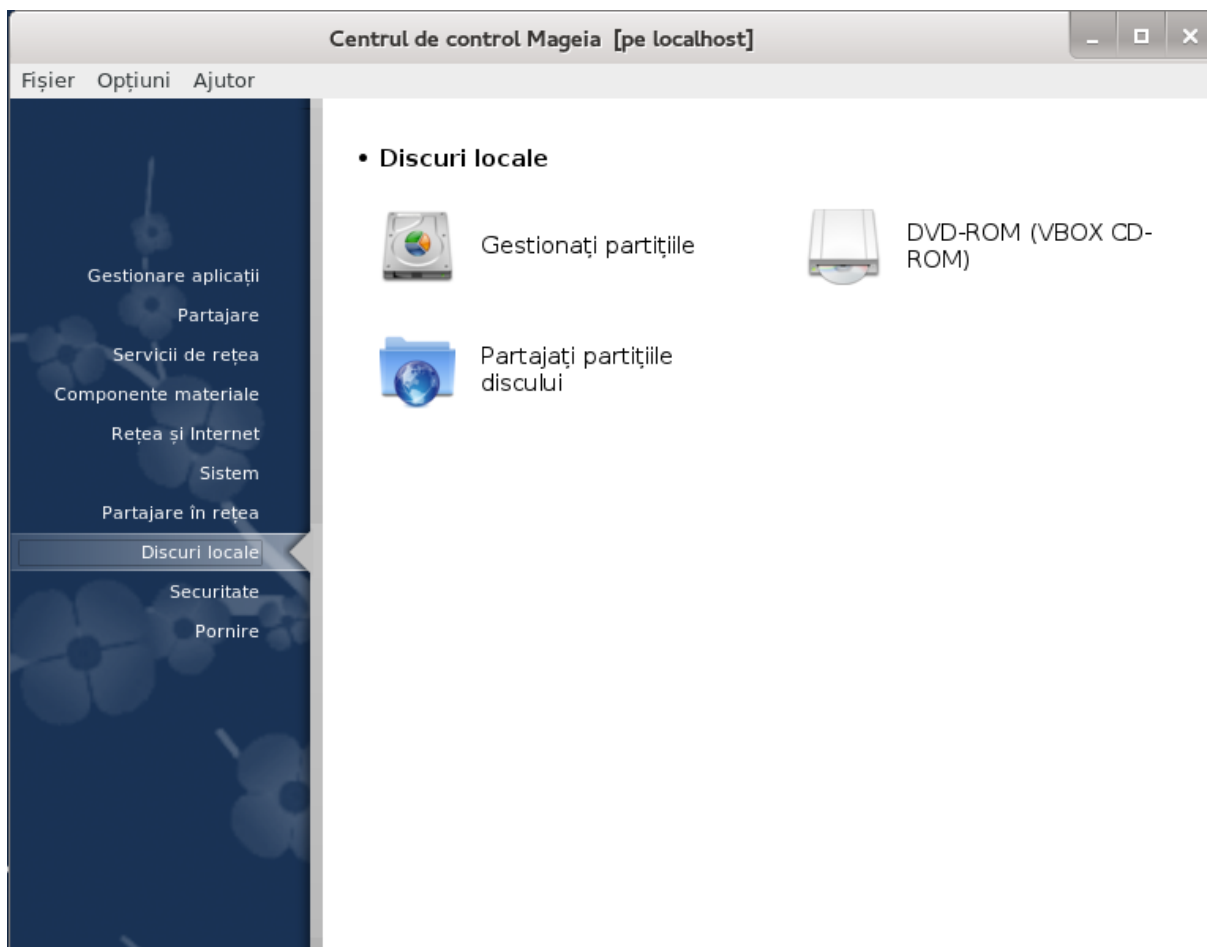 Centrul de control Mageia [pe localhost]
Fișier Opțiuni Ajutor
Gestionare aplicații
Partajare
Servicii de rețea
Componente materiale
Rețea și Internet
Sistem
Partajare în rețea
Discuri locale
Securitate
Pornire
• Discuri locale
Gestionați partițiile
DVD-ROM (VBOX CD-
ROM)
Partajați partițiile
discului